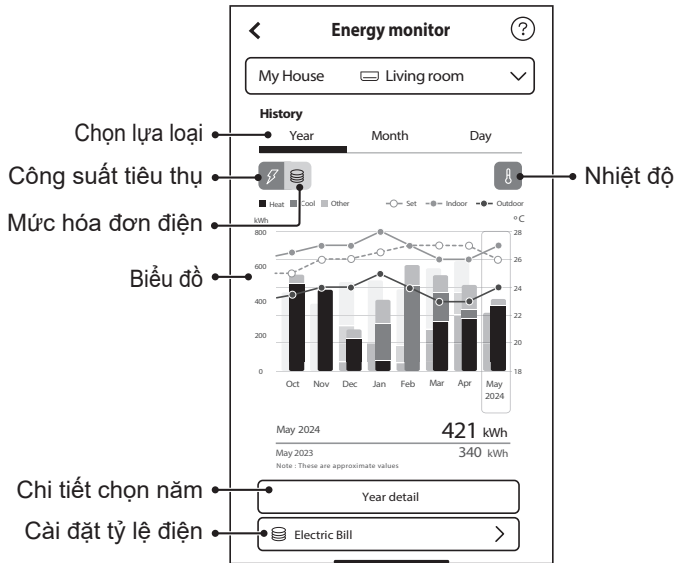 Energy monitor ?
My House Living room
History
Chọn lựa loại
Year Month Day
Công suất tiêu thụ
Nhiệt độ
Mức hóa đơn điện
Heat Cool Other Set Indoor Outdoor
kWh °C
Biểu đồ
800 28
26
600
24
400
22
200 20
0 18
Oct Nov Dec Jan Feb Mar Apr May
2024
May 2024 421 kWh
May 2023 340 kWh
Note : These are approximate values
Chi tiết chọn năm
Year detail
Cài đặt tỷ lệ điện
Electric Bill